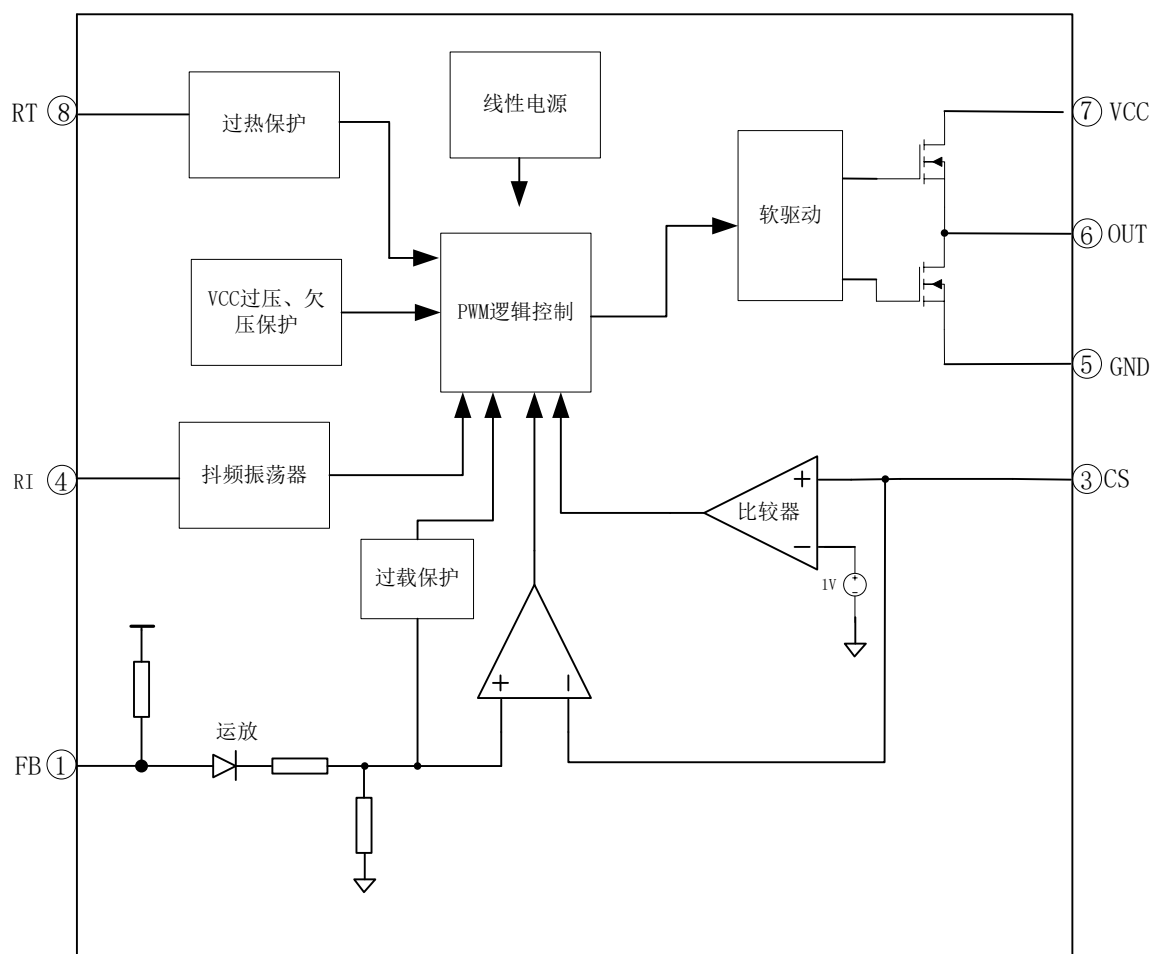 线性电源
RT ⑧
过热保护
⑦ VCC
软驱动
⑥ OUT
VCC过压、欠
压保护
PWM逻辑控制
⑤ GND
RI ④
抖频振荡器
③ CS
+
比较器
−
1V
+
−
过载保护
+
−
运放
FB ①